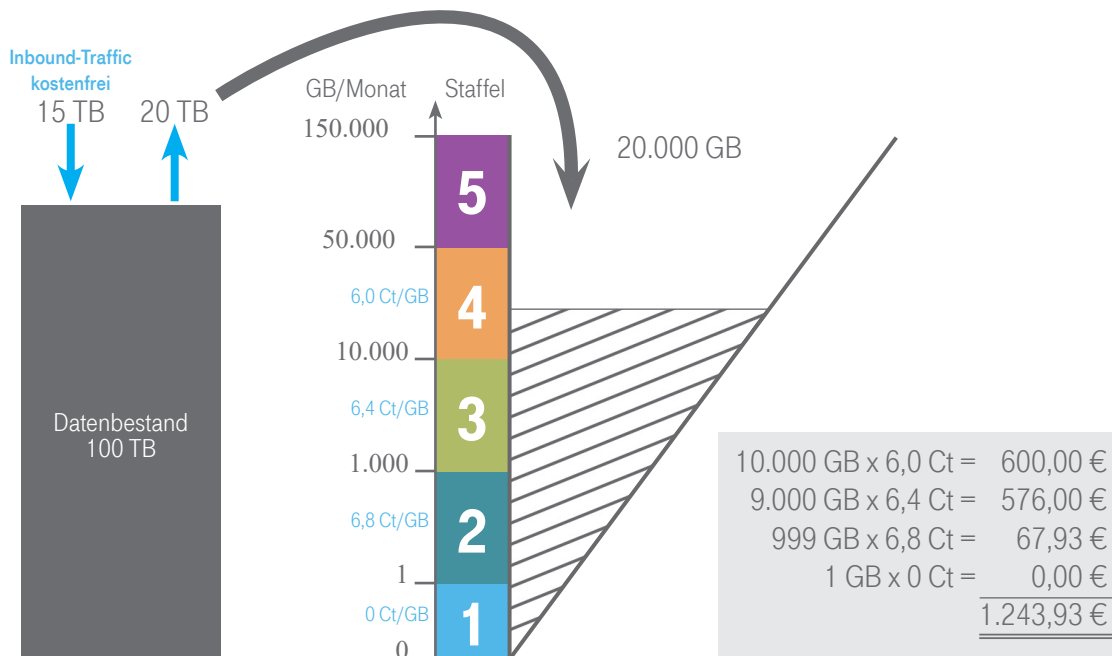 Inbound-Traffic
kostenfrei
15 TB
20 TB
Datenbestand
100 TB
GB/Monat
Staffel
150.000
5
50.000
6,0 Ct/GB
4
10.000
6,4 Ct/GB
3
1.000
6,8 Ct/GB
2
1
0 Ct/GB
1
0
20.000 GB
10.000 GB x 6,0 Ct = 600,00 €
9.000 GB x 6,4 Ct = 576,00 €
999 GB x 6,8 Ct = 67,93 €
1 GB x 0 Ct = 0,00 €
1.243,93 €